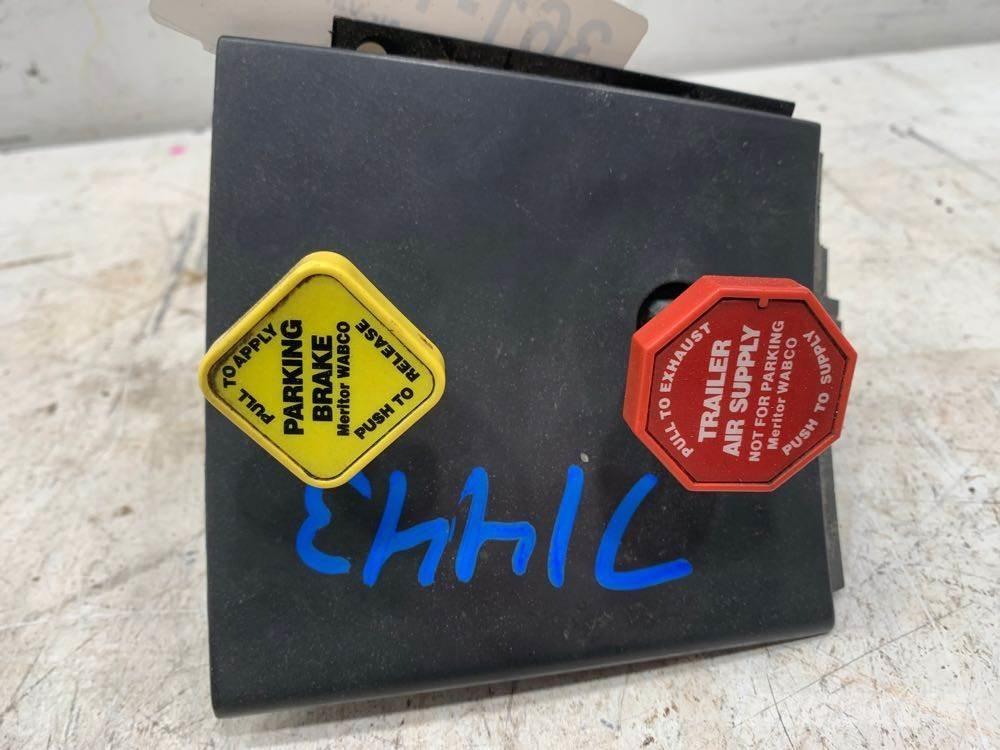 PULL TO APPLY
PARKING
BRAKE
Meritor WABCO
PUSH TO RELEASE
PULL TO EXHAUST
TRAILER
AIR SUPPLY
NOT FOR PARKING
Meritor WABCO
PUSH TO SUPPLY
71443